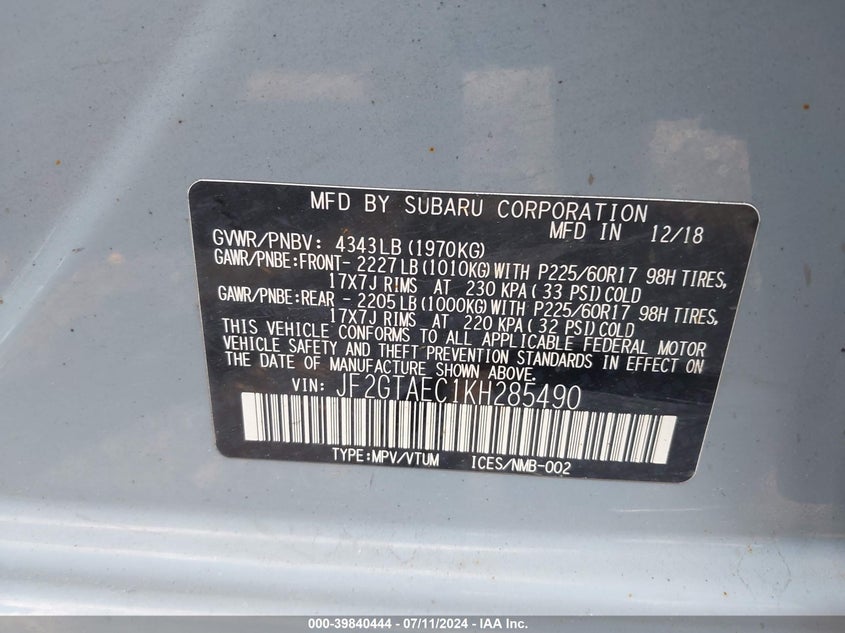 MFD BY SUBARU CORPORATION
MFD IN 12/18
GVWR/PNBV: 4343LB (1970KG)
GAWR/PNBE:FRONT- 2227LB (1010KG) WITH P225/60R17 98H TIRES,
17X7J RIMS AT 230 KPA ( 33 PSI) COLD
GAWR/PNBE:REAR - 2205LB (1000KG) WITH P225/60R17 98H TIRES,
17X7J RIMS AT 220 KPA ( 32 PSI) COLD
THIS VEHICLE CONFORMS TO ALL APPLICABLE FEDERAL MOTOR
VEHICLE SAFETY AND THEFT PREVENTION STANDARDS IN EFFECT ON
THE DATE OF MANUFACTURE SHOWN ABOVE.
VIN: JF2GTAEC1KH285490
TYPE:MPV/VTUM ICES/NMB-002
000-39840444 - 07/11/2024 - IAA Inc.